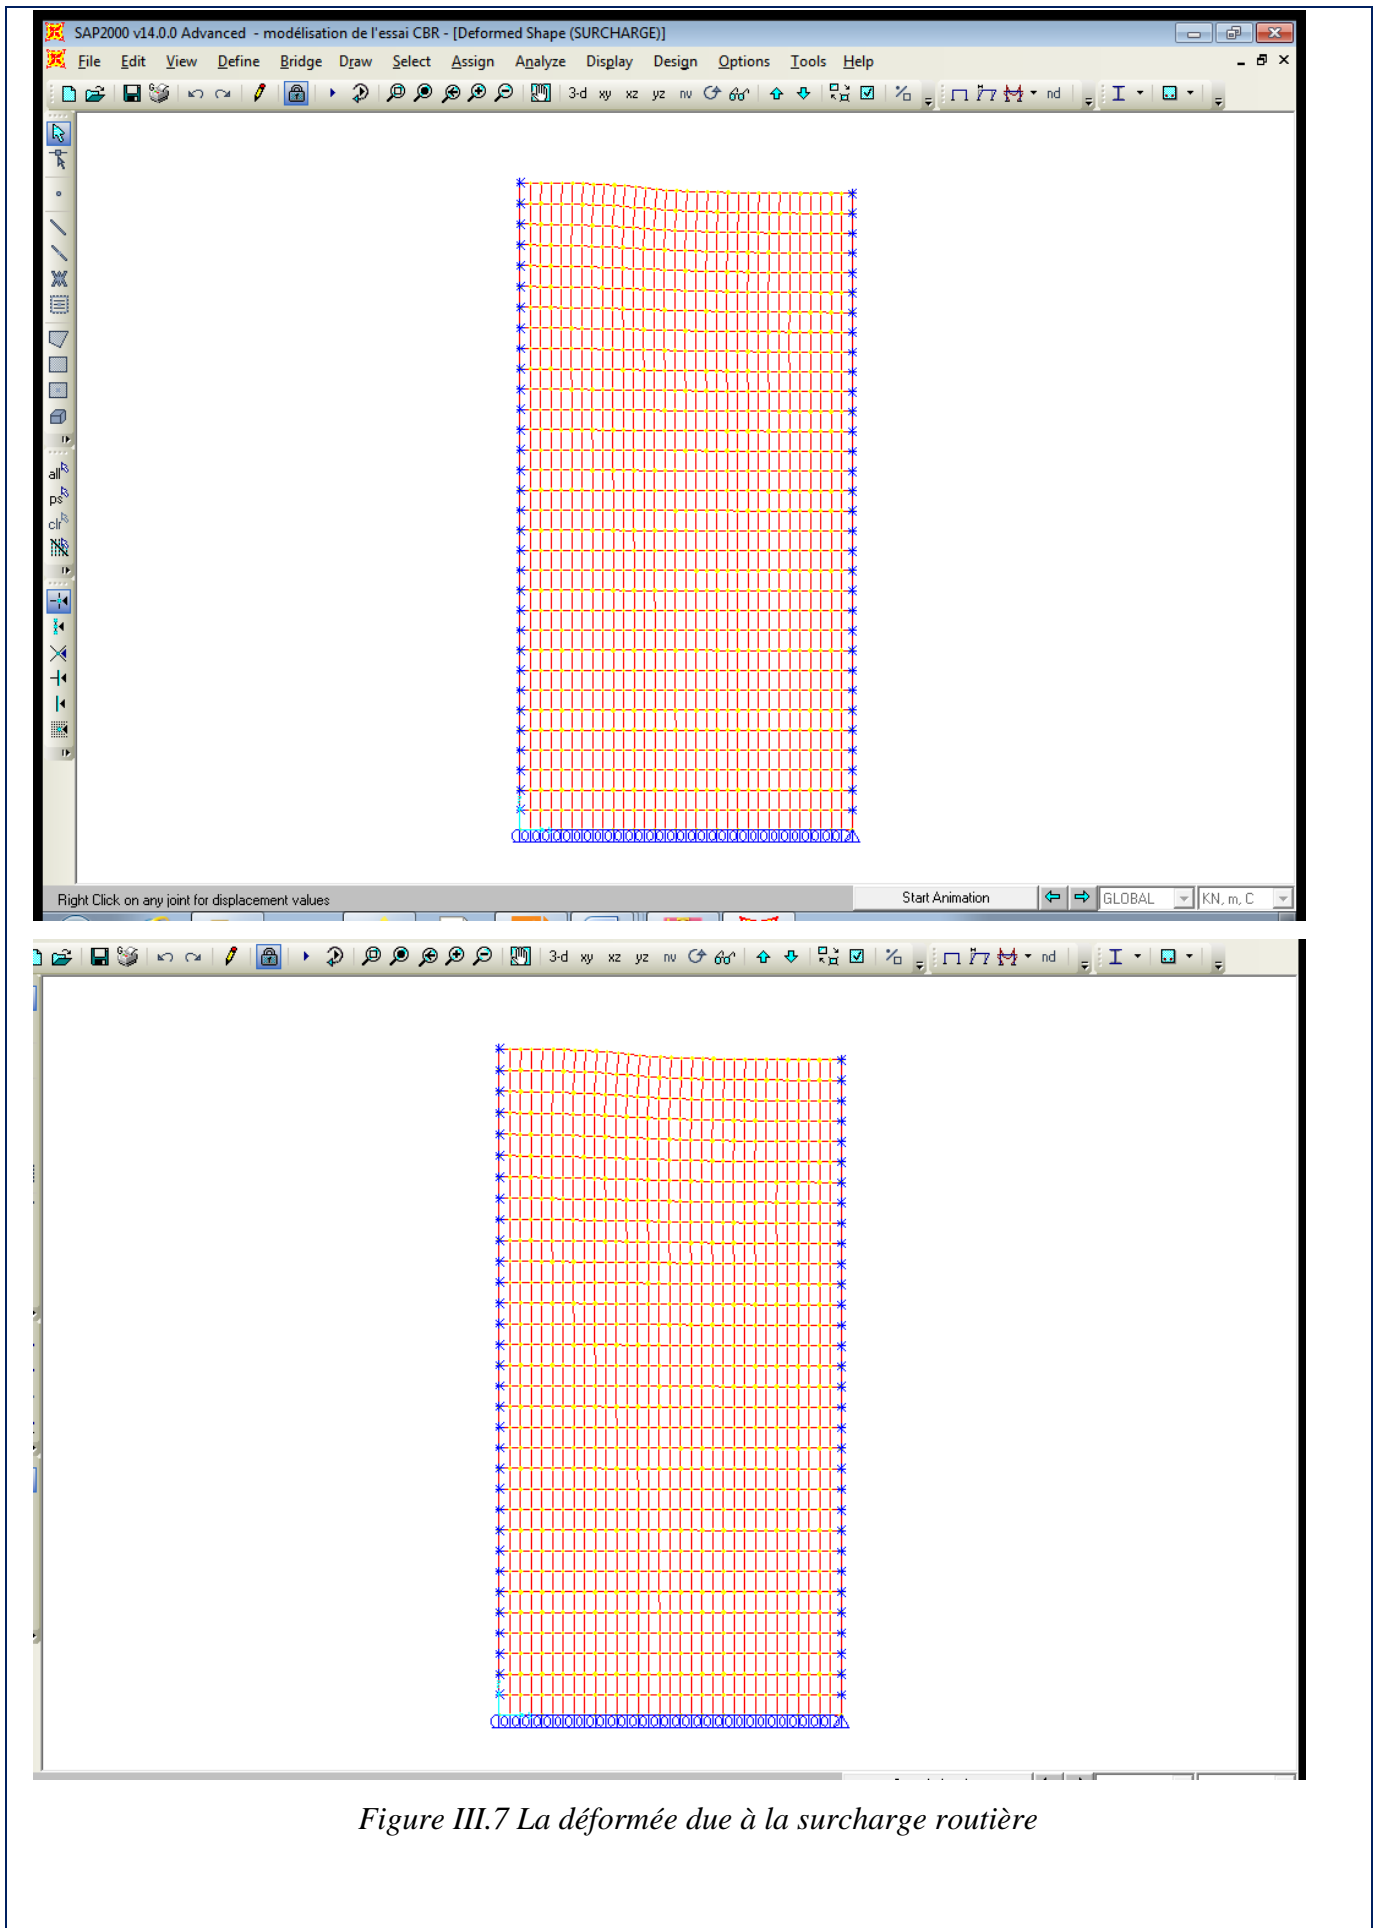 SAP2000 v14.0.0 Advanced - modélisation de l'essai CBR - [Deformed Shape (SURCHARGE)]
File Edit View Define Bridge Draw Select Assign Analyze Display Design Options Tools Help
3-d xy xz yz nv nd
all
ps
clr
Right Click on any joint for displacement values Start Animation GLOBAL KN, m, C
3-d xy xz yz nv nd
Figure III.7 La déformée due à la surcharge routière